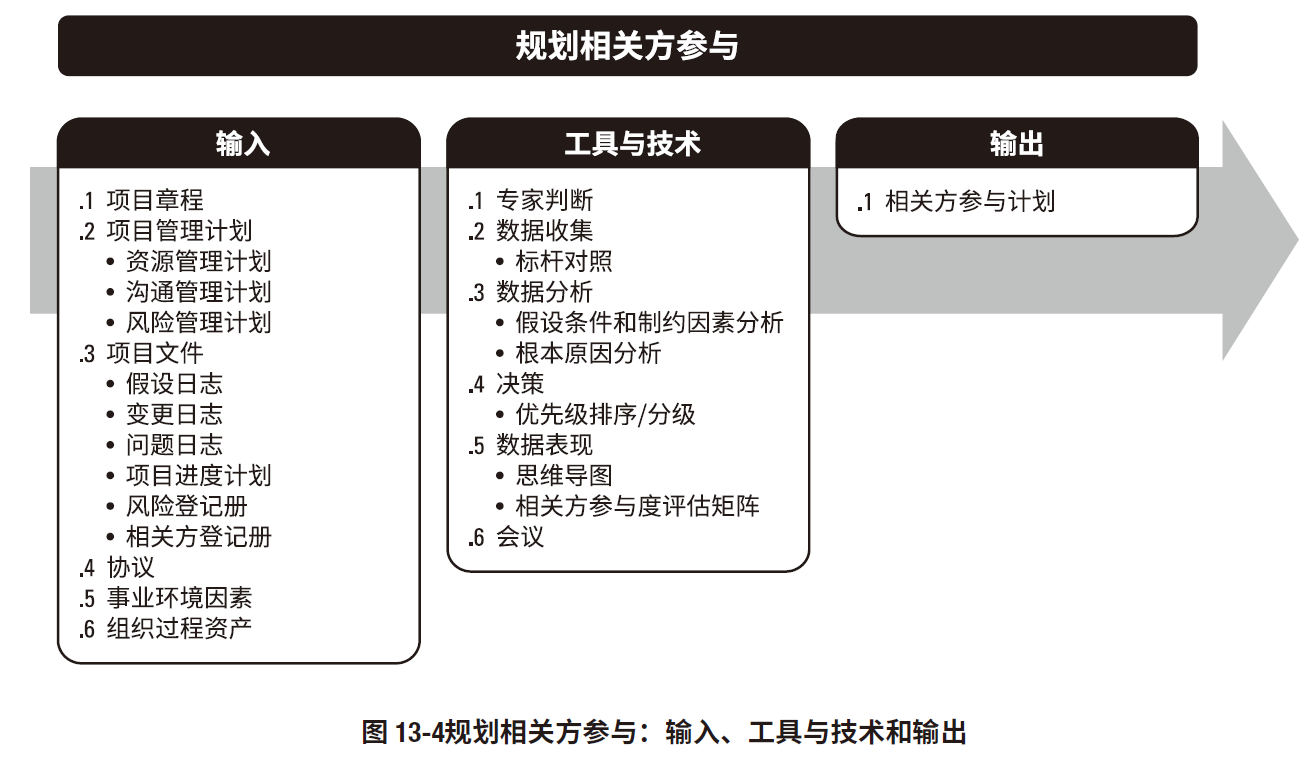 规划相关方参与
输入
.1 项目章程
.2 项目管理计划
• 资源管理计划
• 沟通管理计划
• 风险管理计划
.3 项目文件
• 假设日志
• 变更日志
• 问题日志
• 项目进度计划
• 风险登记册
• 相关方登记册
.4 协议
.5 事业环境因素
.6 组织过程资产
工具与技术
.1 专家判断
.2 数据收集
• 标杆对照
.3 数据分析
• 假设条件和制约因素分析
• 根本原因分析
.4 决策
• 优先级排序/分级
.5 数据表现
• 思维导图
• 相关方参与度评估矩阵
.6 会议
输出
.1 相关方参与计划
图 13-4规划相关方参与：输入、工具与技术和输出